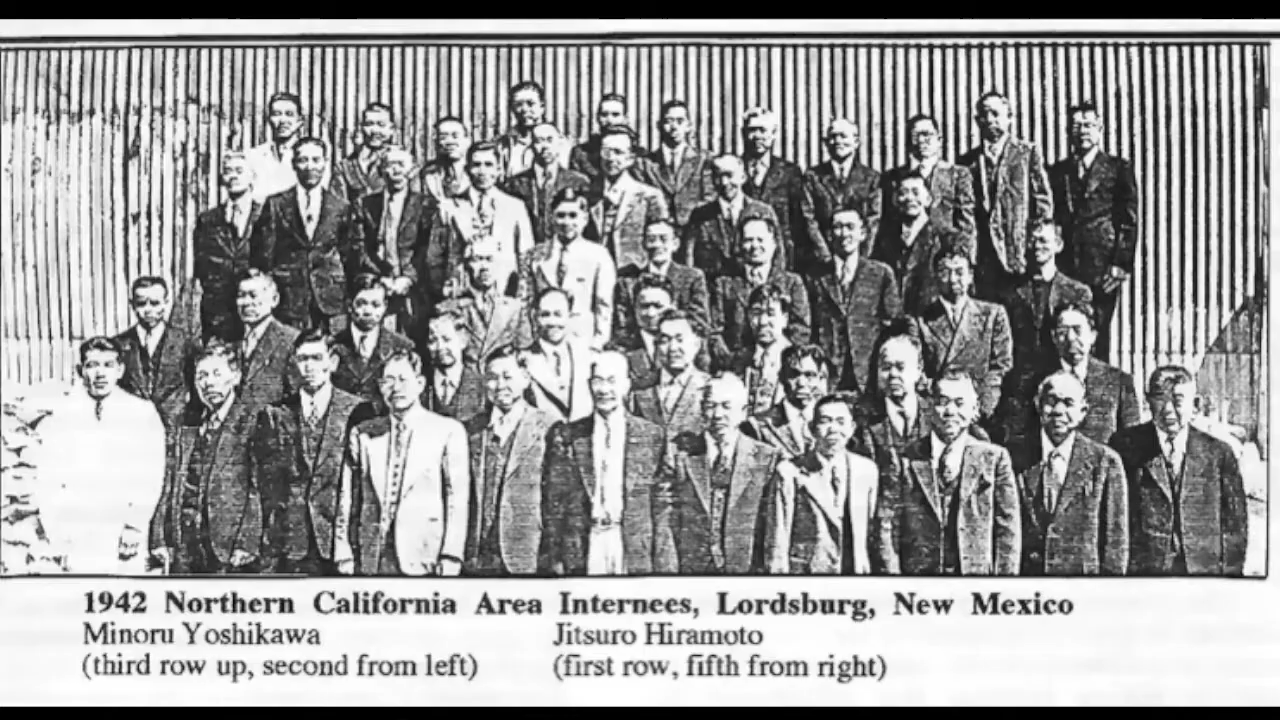 1942 Northern California Area Internees, Lordsburg, New Mexico
Minoru Yoshikawa Jitsuro Hiramoto
(third row up, second from left) (first row, fifth from right)